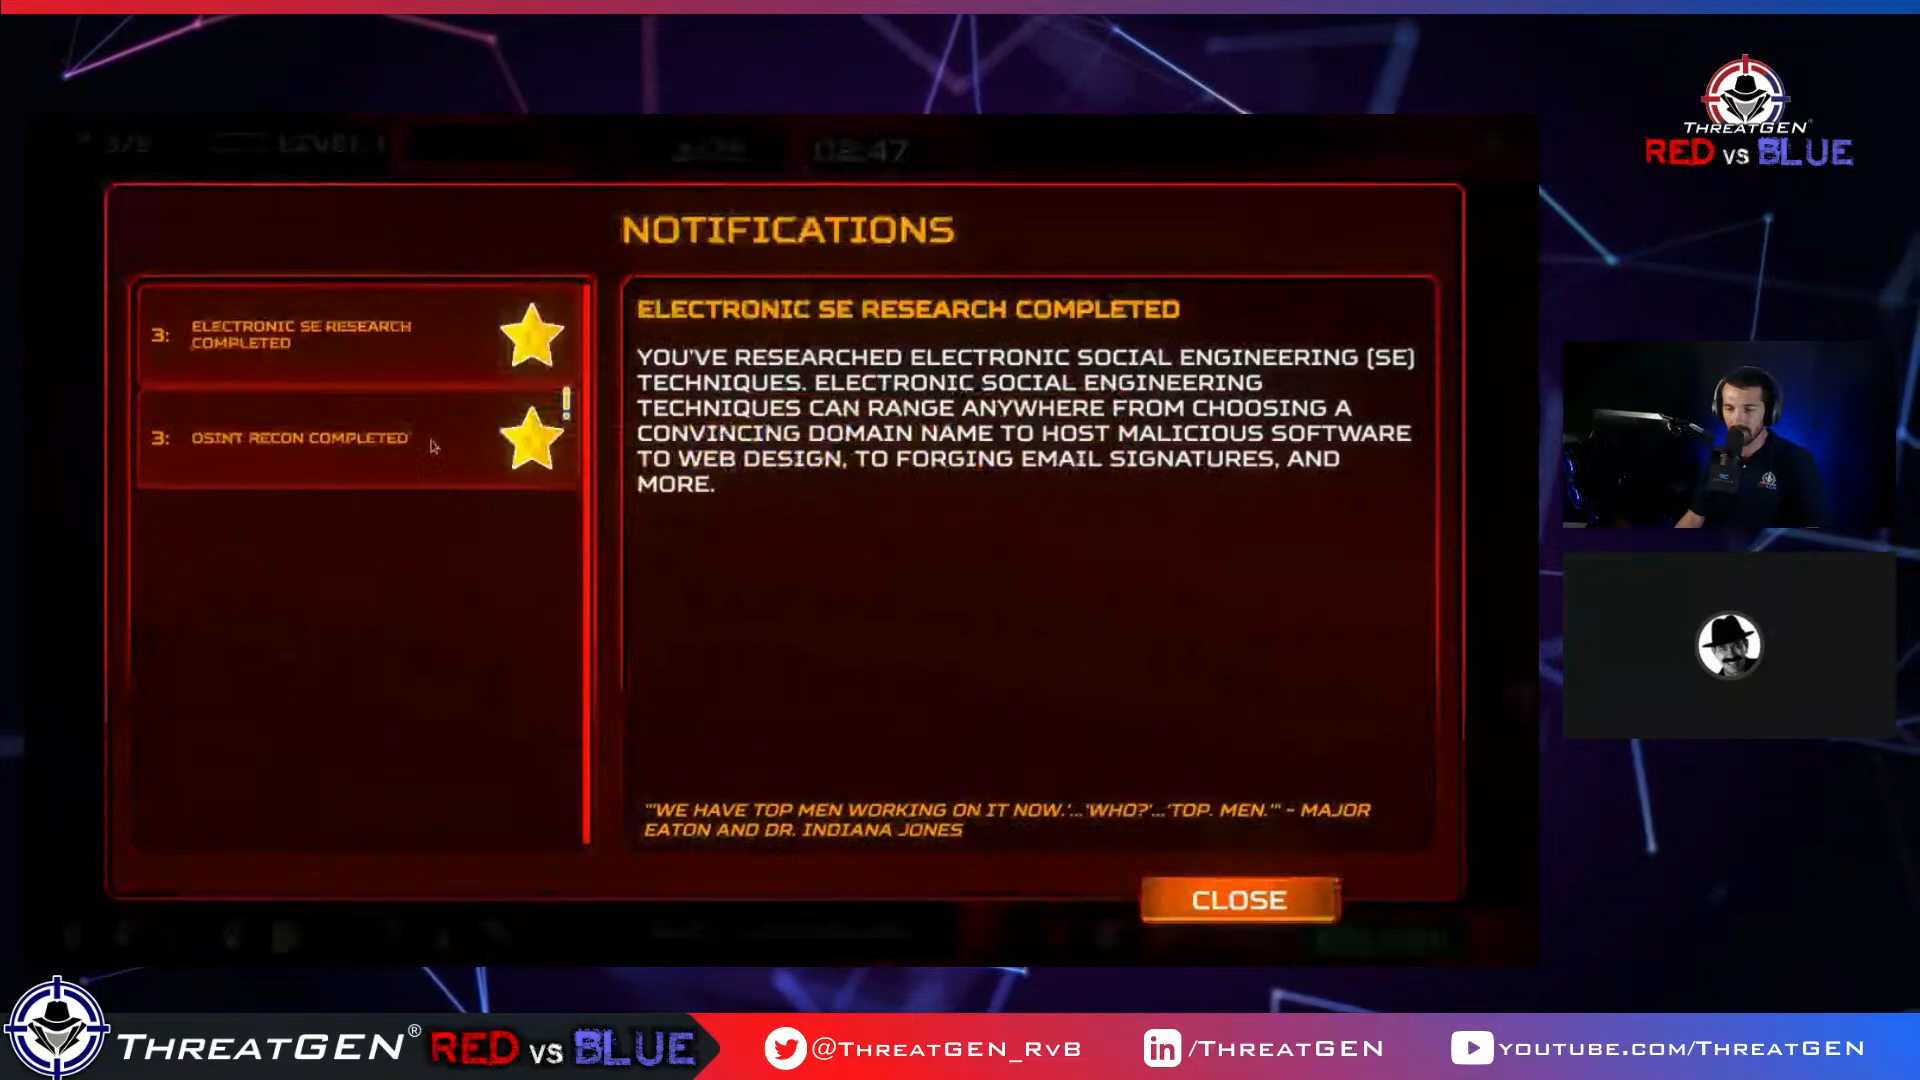 THREATGEN®
RED VS BLUE
LEVEL 1
02:47
NOTIFICATIONS
3: ELECTRONIC SE RESEARCH
COMPLETED
3: OSINT RECON COMPLETED
ELECTRONIC SE RESEARCH COMPLETED
YOU'VE RESEARCHED ELECTRONIC SOCIAL ENGINEERING (SE)
TECHNIQUES. ELECTRONIC SOCIAL ENGINEERING
TECHNIQUES CAN RANGE ANYWHERE FROM CHOOSING A
CONVINCING DOMAIN NAME TO HOST MALICIOUS SOFTWARE
TO WEB DESIGN, TO FORGING EMAIL SIGNATURES, AND
MORE.
"'WE HAVE TOP MEN WORKING ON IT NOW.'...'WHO?'...'TOP. MEN.'" - MAJOR
EATON AND DR. INDIANA JONES
CLOSE
THREATGEN® RED VS BLUE
@THREATGEN_RVB
/THREATGEN
YOUTUBE.COM/THREATGEN